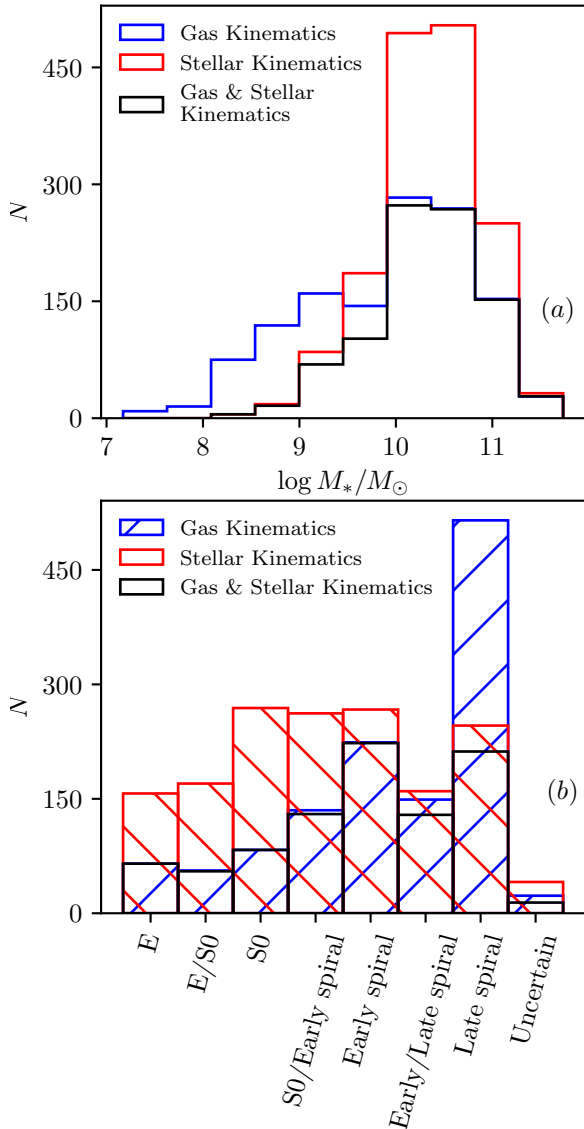 Gas Kinematics
Stellar Kinematics
Gas & Stellar
Kinematics
450
300
150
0
N
(a)
7 8 9 10 11
log M*/M⊙
Gas Kinematics
Stellar Kinematics
Gas & Stellar Kinematics
450
300
150
0
N
(b)
E
E/S0
S0
S0/Early spiral
Early spiral
Early/Late spiral
Late spiral
Uncertain